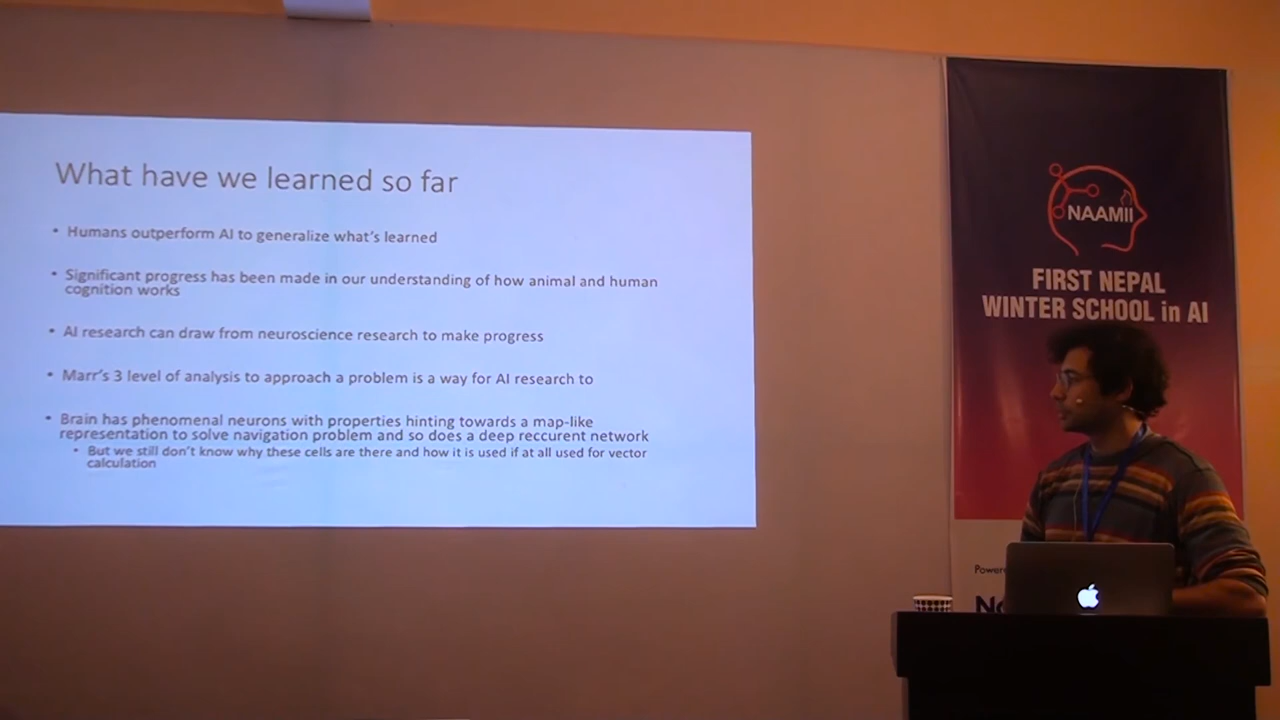 What have we learned so far
• Humans outperform AI to generalize what's learned
• Significant progress has been made in our understanding of how animal and human
cognition works
• AI research can draw from neuroscience research to make progress
• Marr's 3 level of analysis to approach a problem is a way for AI research to
• Brain has phenomenal neurons with properties hinting towards a map-like
representation to solve navigation problem and so does a deep reccurent network
• But we still don't know why these cells are there and how it is used if at all used for vector
calculation
NAAMII
FIRST NEPAL
WINTER SCHOOL in AI